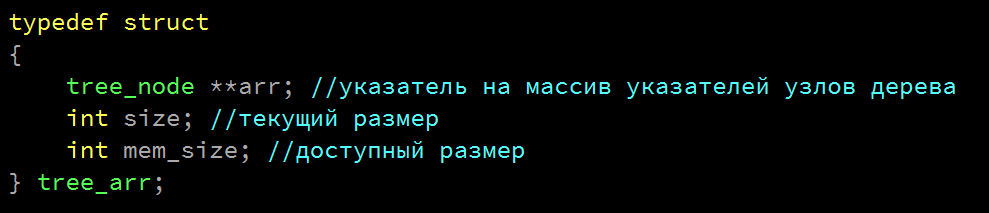 typedef struct
{
    tree_node **arr; //указатель на массив указателей узлов дерева
    int size; //текущий размер
    int mem_size; //доступный размер
} tree_arr;